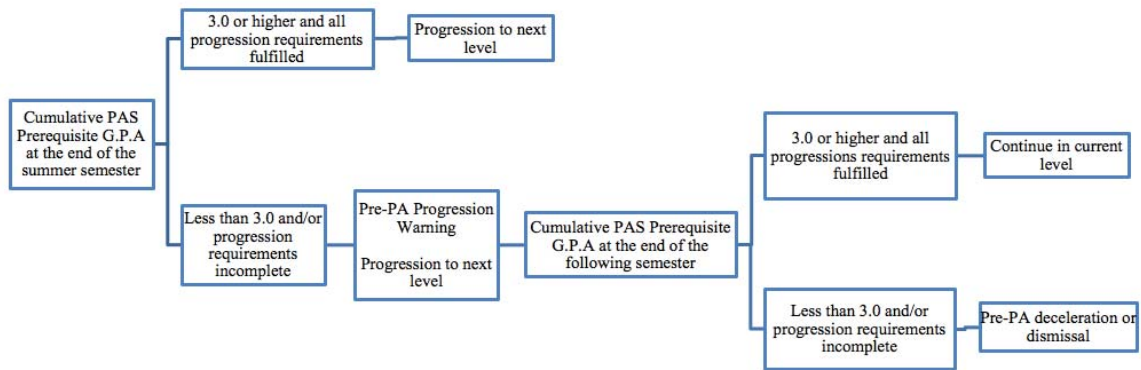 3.0 or higher and all
progression requirements
fulfilled
Progression to next
level
Cumulative PAS
Prerequisite G.P.A
at the end of the
summer semester
Less than 3.0 and/or
progression
requirements
incomplete
Pre-PA Progression
Warning
Progression to next
level
Cumulative PAS Prerequisite
G.P.A at the end of the
following semester
3.0 or higher and all
progressions requirements
fulfilled
Continue in current
level
Less than 3.0 and/or
progression requirements
incomplete
Pre-PA deceleration or
dismissal